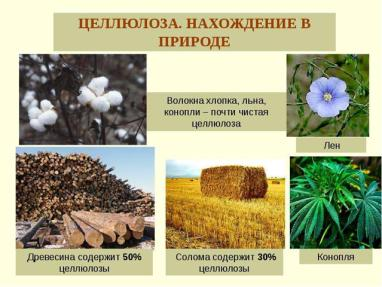 ЦЕЛЛЮЛОЗА. НАХОЖДЕНИЕ В
ПРИРОДЕ
Волокна хлопка, льна,
конопли – почти чистая
целлюлоза
Лен
Древесина содержит 50%
целлюлозы
Солома содержит 30%
целлюлозы
Конопля